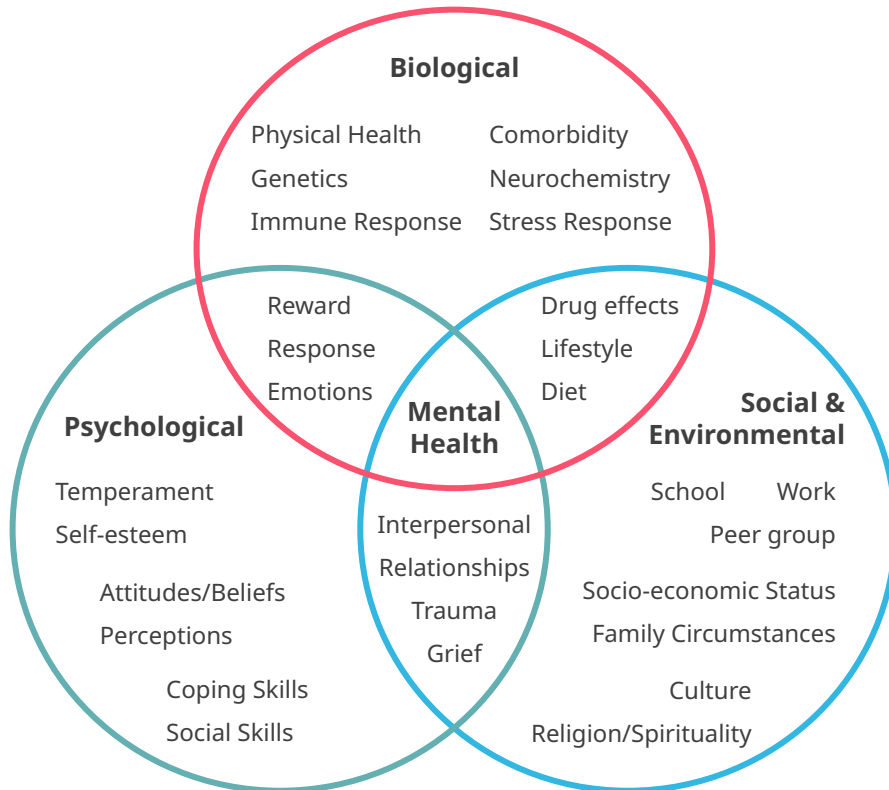 Biological
Physical Health
Comorbidity
Genetics
Neurochemistry
Immune Response
Stress Response
Reward
Response
Emotions
Drug effects
Lifestyle
Diet
Mental
Health
Psychological
Temperament
Self-esteem
Attitudes/Beliefs
Perceptions
Coping Skills
Social Skills
Interpersonal
Relationships
Trauma
Grief
Social &
Environmental
School
Work
Peer group
Socio-economic Status
Family Circumstances
Culture
Religion/Spirituality